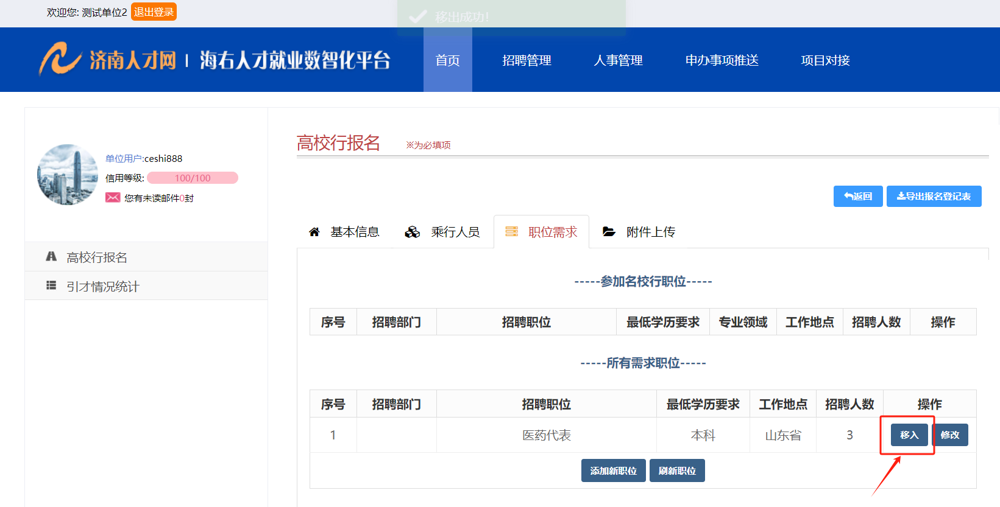 欢迎您: 测试单位2 退出登录
移出成功!
济南人才网 | 海右人才就业数智化平台
首页 招聘管理 人事管理 申办事项推送 项目对接
单位用户:ceshi888
信用等级: 100/100
您有未读邮件0封
高校行报名
引才情况统计
高校行报名 ※为必填项
返回 导出报名登记表
基本信息 乘行人员 职位需求 附件上传
-----参加名校行职位-----
序号 招聘部门 招聘职位 最低学历要求 专业领域 工作地点 招聘人数 操作
-----所有需求职位-----
序号 招聘部门 招聘职位 最低学历要求 工作地点 招聘人数 操作
1 医药代表 本科 山东省 3 移入 修改
添加新职位 刷新职位